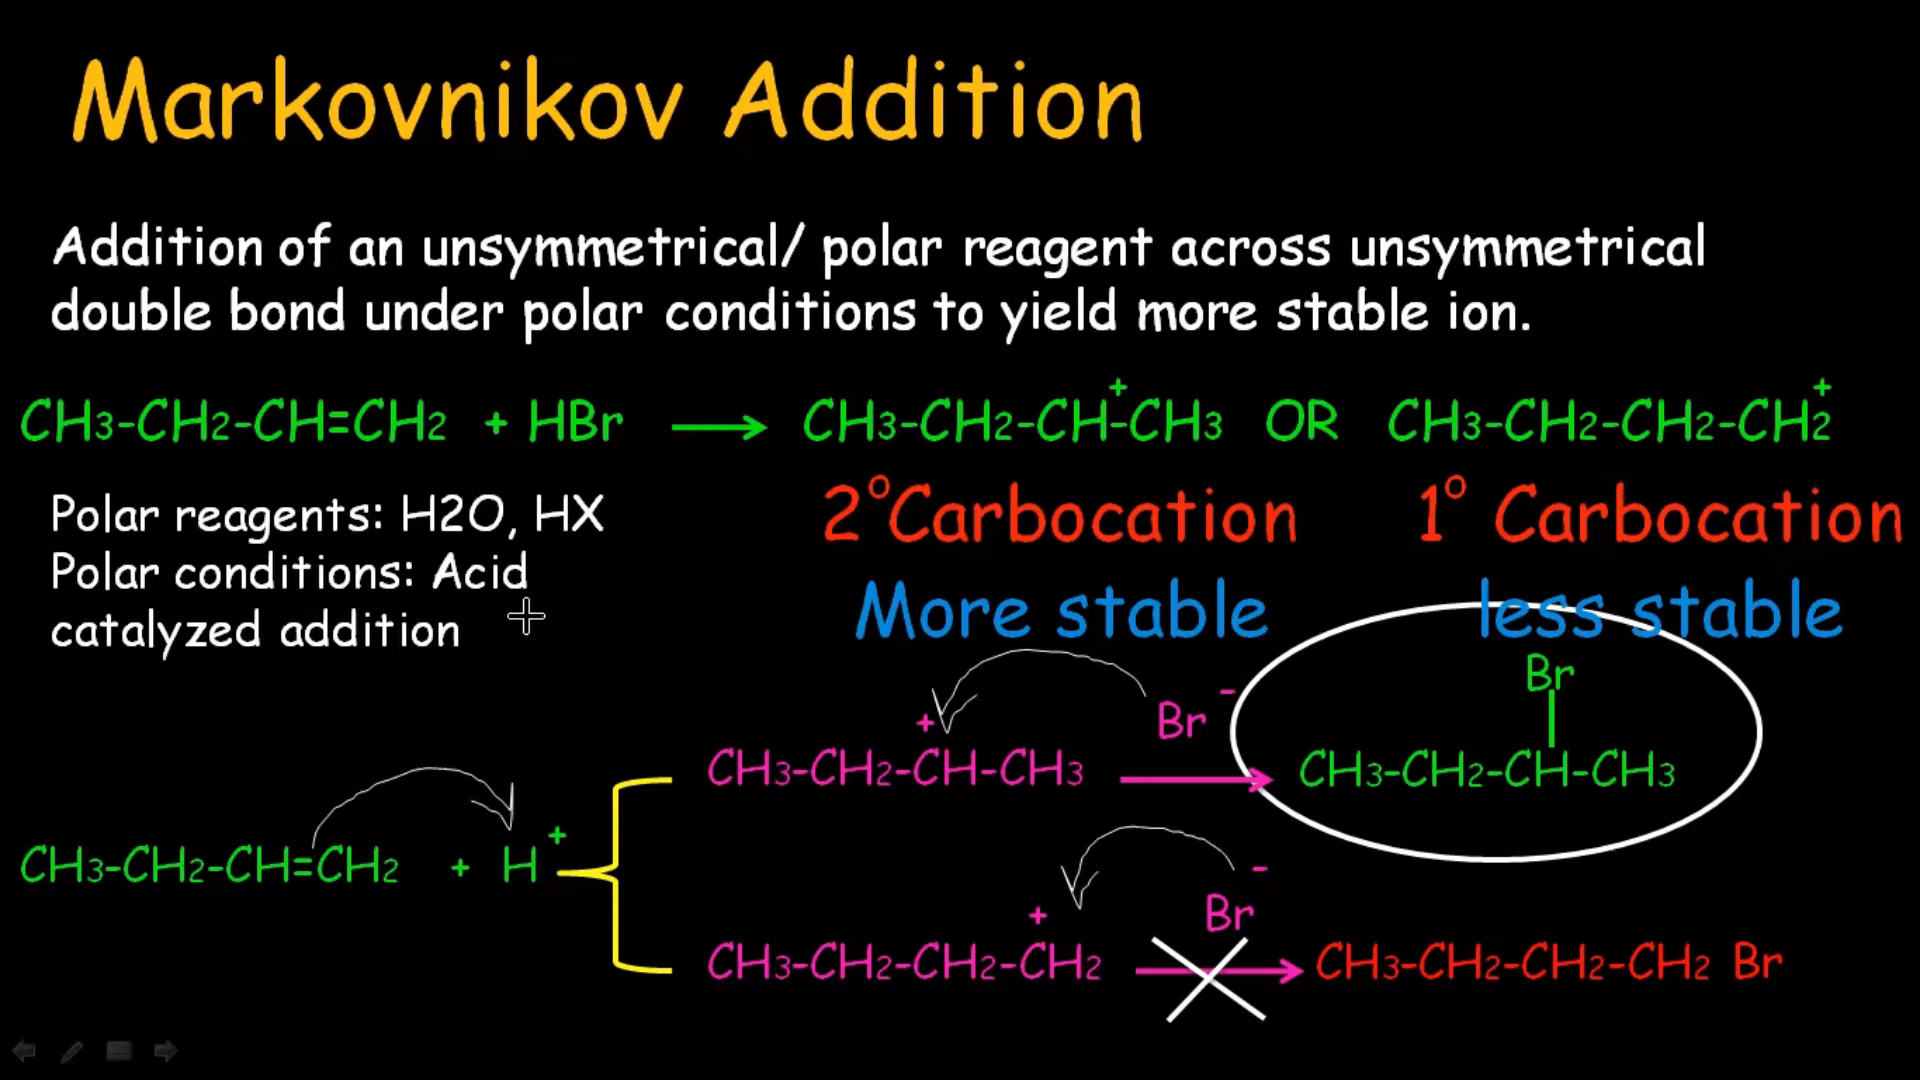 Markovnikov Addition
Addition of an unsymmetrical/ polar reagent across unsymmetrical
double bond under polar conditions to yield more stable ion.
CH3-CH2-CH=CH2 + HBr → CH3-CH2-CH⁺-CH3 OR CH3-CH2-CH2-CH2⁺
Polar reagents: H2O, HX
Polar conditions: Acid
catalyzed addition
2° Carbocation 1° Carbocation
More stable less stable
Br
+ Br -
CH3-CH2-CH-CH3 → CH3-CH2-CH-CH3
CH3-CH2-CH=CH2 + H⁺
+ Br -
CH3-CH2-CH2-CH2 → CH3-CH2-CH2-CH2 Br